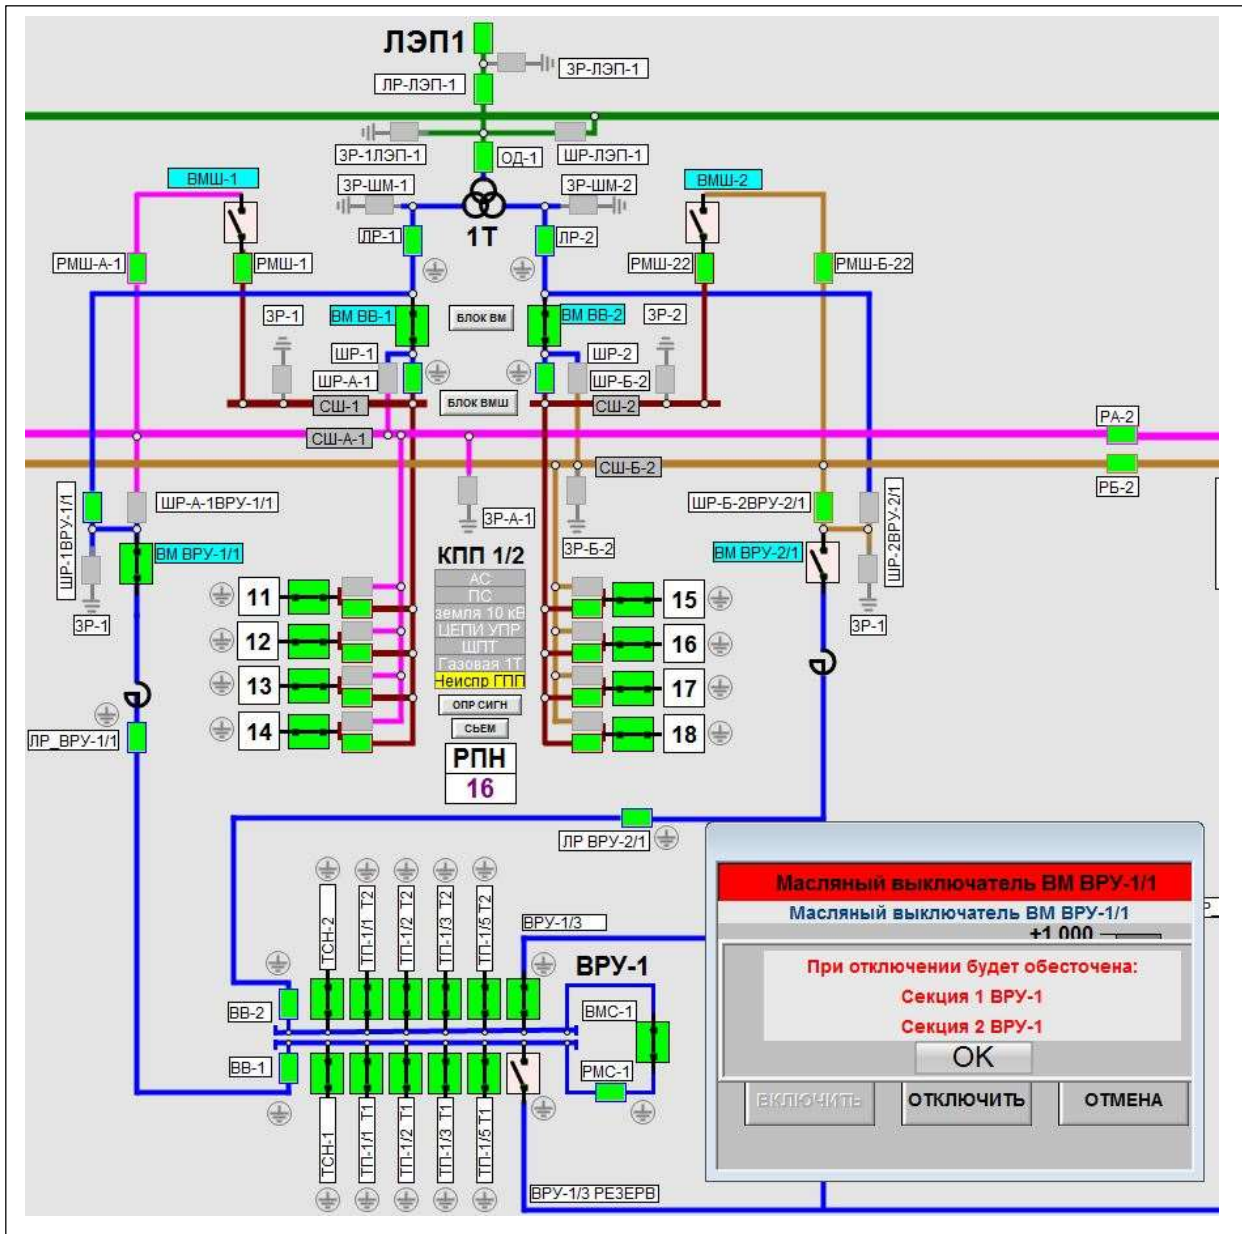 ЛЭП1
ЗР-ЛЭП-1
ЛР-ЛЭП-1
ЗР-1ЛЭП-1
ОД-1
ШР-ЛЭП-1
ВМШ-1
ЗР-ШМ-1
ЗР-ШМ-2
ВМШ-2
ЛР-1
1Т
ЛР-2
РМШ-А-1
РМШ-1
РМШ-22
РМШ-Б-22
ЗР-1
ВМ ВВ-1
БЛОК ВМ
ВМ ВВ-2
ЗР-2
ШР-1
ШР-2
ШР-А-1
ШР-Б-2
СШ-1
БЛОК ВМШ
СШ-2
РА-2
СШ-А-1
СШ-Б-2
РБ-2
ШР-1ВРУ-1/1
ШР-А-1ВРУ-1/1
ЗР-А-1
ШР-Б-2ВРУ-2/1
ШР-2ВРУ-2/1
ВМ ВРУ-1/1
КПП 1/2
ЗР-Б-2
ВМ ВРУ-2/1
АС
ПС
земля 10 кВ
ЦЕПИ УПР
ШПТ
Газовая 1Т
Неиспр ГПП
11
12
13
14
15
16
17
18
ЗР-1
ЗР-1
ОПР СИГН
СЬЕМ
РПН
16
ЛР_ВРУ-1/1
ЛР ВРУ-2/1
ТСН-2
ТП-1/1 Т2
ТП-1/2 Т2
ТП-1/3 Т2
ТП-1/5 Т2
ВРУ-1/3
ВРУ-1
ВВ-2
ВМС-1
ВВ-1
РМС-1
ТСН-1
ТП-1/1 Т1
ТП-1/2 Т1
ТП-1/3 Т1
ТП-1/5 Т1
ВРУ-1/3 РЕЗЕРВ
Масляный выключатель ВМ ВРУ-1/1
Масляный выключатель ВМ ВРУ-1/1
+1 000
При отключении будет обесточена:
Секция 1 ВРУ-1
Секция 2 ВРУ-1
OK
ВКЛЮЧИТЬ
ОТКЛЮЧИТЬ
ОТМЕНА